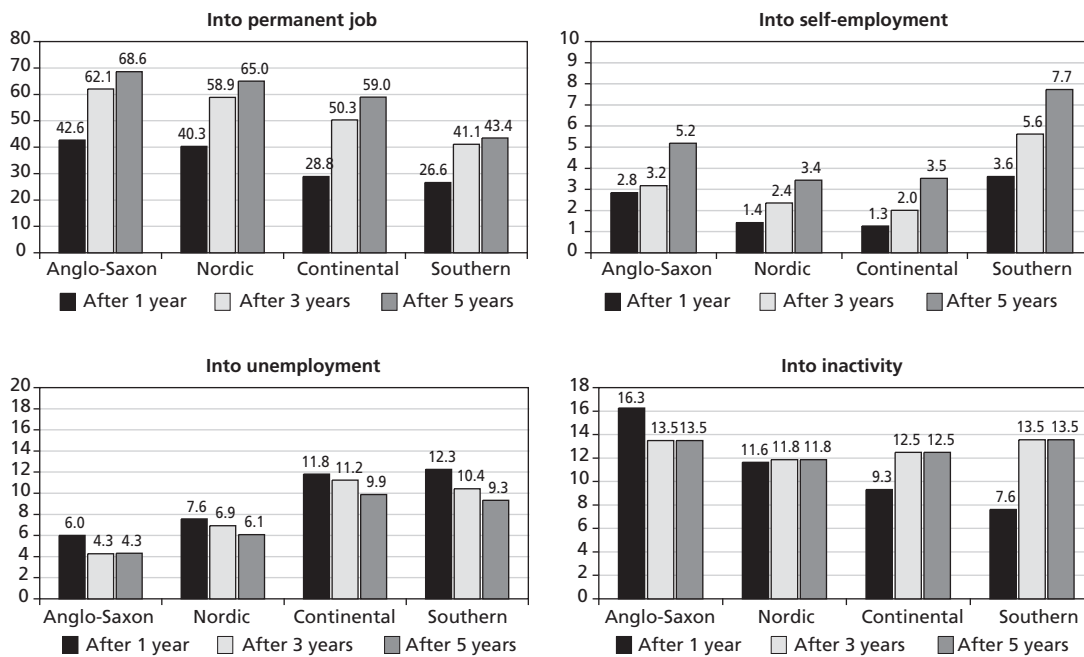 Into permanent job
80
70
60
50
40
30
20
10
0
42.6 62.1 68.6 40.3 58.9 65.0 28.8 50.3 59.0 26.6 41.1 43.4
Anglo-Saxon Nordic Continental Southern
After 1 year After 3 years After 5 years
Into self-employment
10
9
8
7
6
5
4
3
2
1
0
2.8 3.2 5.2 1.4 2.4 3.4 1.3 2.0 3.5 3.6 5.6 7.7
Anglo-Saxon Nordic Continental Southern
After 1 year After 3 years After 5 years
Into unemployment
20
18
16
14
12
10
8
6
4
2
0
6.0 4.3 4.3 7.6 6.9 6.1 11.8 11.2 9.9 12.3 10.4 9.3
Anglo-Saxon Nordic Continental Southern
After 1 year After 3 years After 5 years
Into inactivity
18
16
14
12
10
8
6
4
2
0
16.3 13.5 13.5 11.6 11.8 11.8 9.3 12.5 12.5 7.6 13.5 13.5
Anglo-Saxon Nordic Continental Southern
After 1 year After 3 years After 5 years